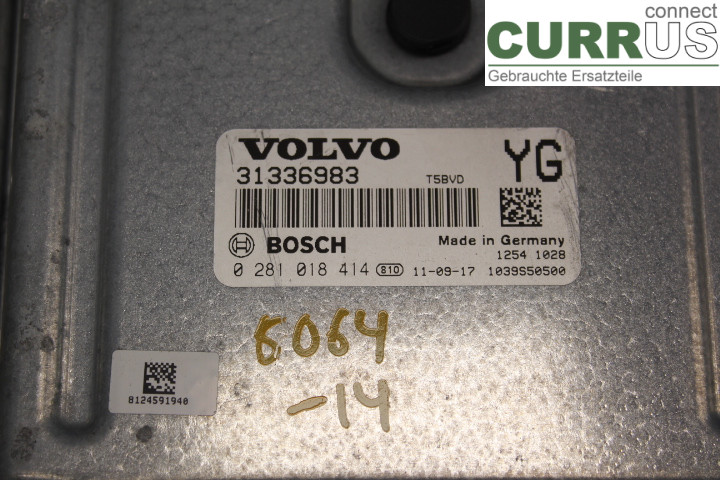 connect
CURRUS
Gebrauchte Ersatzteile
VOLVO
YG
31336983
T5BVD
BOSCH
Made in Germany
1254 1028
0 281 018 414 810 11-09-17 1039S50500
6064
-14
8124591940